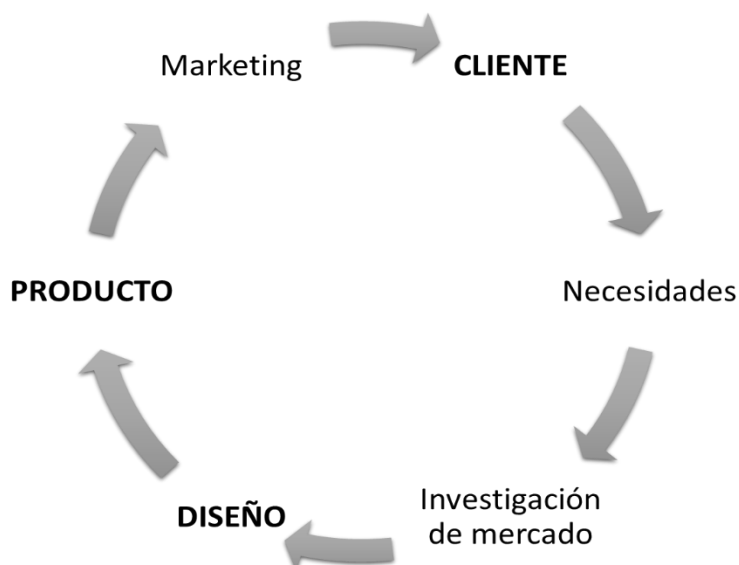 Marketing
CLIENTE
Necesidades
Investigación
de mercado
DISEÑO
PRODUCTO